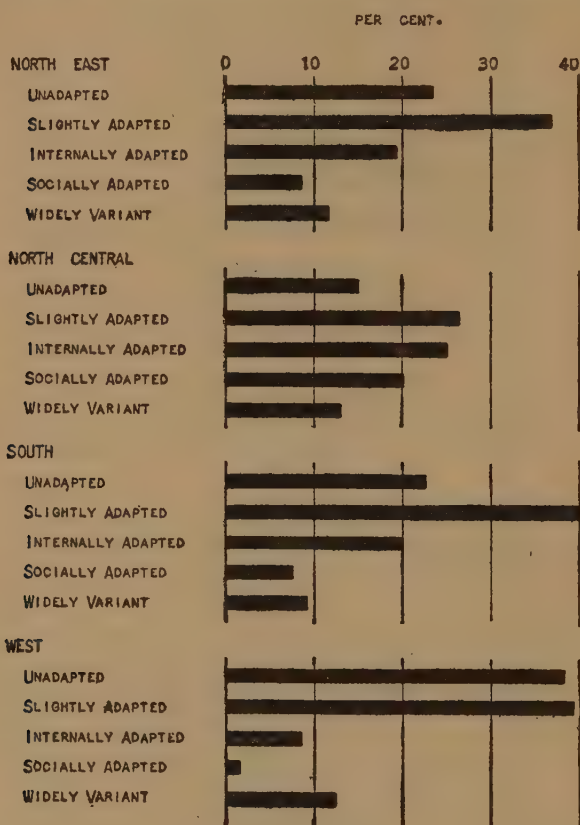 PER CENT.
NORTH EAST 0 10 20 30 40
UNADAPTED
SLIGHTLY ADAPTED
INTERNALLY ADAPTED
SOCIALLY ADAPTED
WIDELY VARIANT
NORTH CENTRAL
UNADAPTED
SLIGHTLY ADAPTED
INTERNALLY ADAPTED
SOCIALLY ADAPTED
WIDELY VARIANT
SOUTH
UNADAPTED
SLIGHTLY ADAPTED
INTERNALLY ADAPTED
SOCIALLY ADAPTED
WIDELY VARIANT
WEST
UNADAPTED
SLIGHTLY ADAPTED
INTERNALLY ADAPTED
SOCIALLY ADAPTED
WIDELY VARIANT